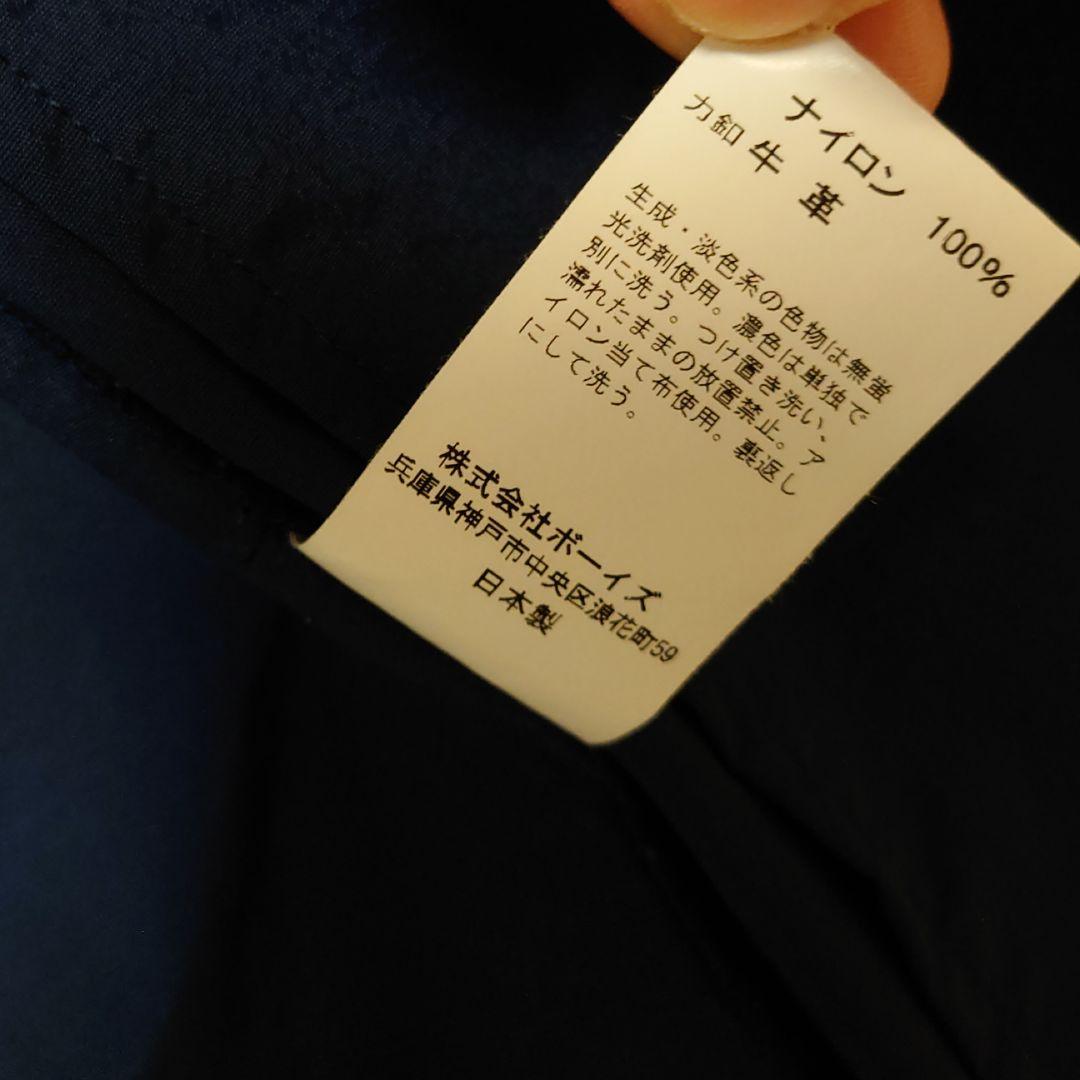 ナイロン 100%
力釦 牛 革
生成・淡色系の色物は無蛍
光洗剤使用。濃色は単独で
別に洗う。つけ置き洗い、
濡れたままの放置禁止。ア
イロン当て布使用。裏返し
にして洗う。
株式会社ボーイズ
兵庫県神戸市中央区浪花町59
日本製